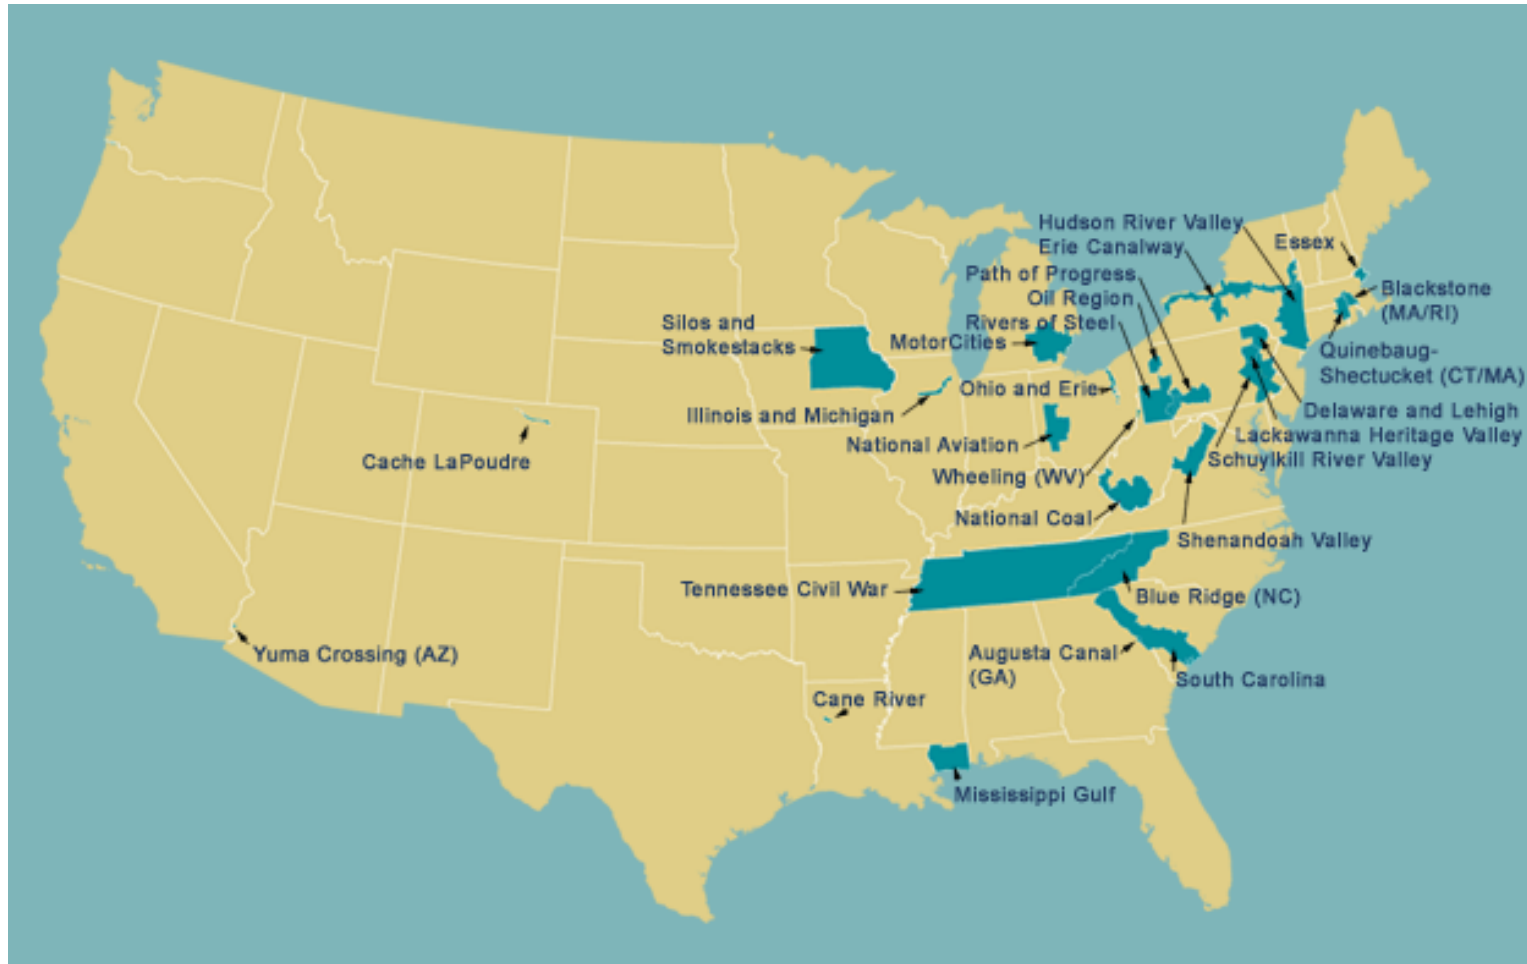 Hudson River Valley
Erie Canalway
Essex
Path of Progress
Oil Region
Blackstone
(MA/RI)
Rivers of Steel
Silos and
Smokestacks
MotorCities
Quinebaug-
Shectucket (CT/MA)
Ohio and Erie
Illinois and Michigan
Delaware and Lehigh
National Aviation
Lackawanna Heritage Valley
Cache LaPoudre
Schuylkill River Valley
Wheeling (WV)
National Coal
Shenandoah Valley
Tennessee Civil War
Blue Ridge (NC)
Yuma Crossing (AZ)
Augusta Canal
(GA)
South Carolina
Cane River
Mississippi Gulf